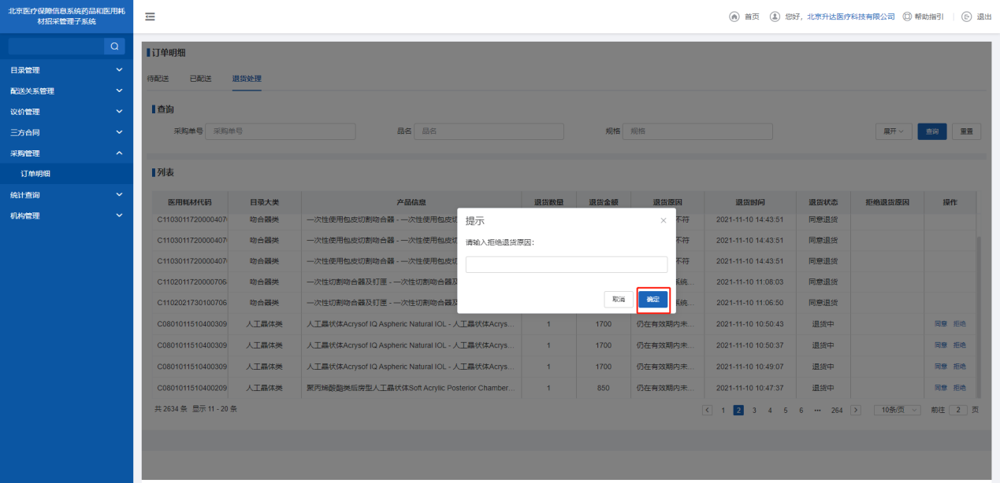 北京医疗保障信息系统药品和医用耗
材招采管理子系统
首页 您好，北京升达医疗科技有限公司 帮助指引 退出
目录管理
配送关系管理
议价管理
三方合同
采购管理
订单明细
统计查询
机构管理
订单明细
待配送 已配送 退货处理
查询
采购单号 采购单号 品名 品名 规格 规格 展开 查询 重置
列表
医用耗材代码 目录大类 产品信息 退货数量 退货金额 退货原因 退货时间 退货状态 拒绝退货原因 操作
C1103011720000407 吻合器类 一次性使用包皮切割吻合器 - 一次性使用包皮切 不符 2021-11-10 14:43:51 同意退货
C1103011720000407 吻合器类 一次性使用包皮切割吻合器 - 一次性使用包皮切 不符 2021-11-10 14:43:51 同意退货
C1103011720000407 吻合器类 一次性使用包皮切割吻合器 - 一次性使用包皮切 不符 2021-11-10 14:43:51 同意退货
C1102011720000706 吻合器类 一次性切割吻合器及钉匣 - 一次性切割吻合器及 系统... 2021-11-10 11:08:03 同意退货
C1102021730100706 吻合器类 一次性切割吻合器及钉匣 - 一次性切割吻合器及 系统... 2021-11-10 11:06:50 同意退货
C0801011510400309 人工晶体类 人工晶状体Acrysof IQ Aspheric Natural IOL - 人工晶状体Acrys... 1 1700 仍在有效期内未... 2021-11-10 10:50:43 退货中 同意 拒绝
C0801011510400309 人工晶体类 人工晶状体Acrysof IQ Aspheric Natural IOL - 人工晶状体Acrys... 1 1700 仍在有效期内未... 2021-11-10 10:50:37 退货中 同意 拒绝
C0801011510400309 人工晶体类 人工晶状体Acrysof IQ Aspheric Natural IOL - 人工晶状体Acrys... 1 1700 仍在有效期内未... 2021-11-10 10:49:07 退货中 同意 拒绝
C0801011510400209 人工晶体类 聚丙烯酸酯类后房型人工晶状体Soft Acrylic Posterior Chamber... 1 850 仍在有效期内未... 2021-11-10 10:47:37 退货中 同意 拒绝
提示 ×
请输入拒绝退货原因：
取消 确定
共 2634 条 显示 11 - 20 条 < 1 2 3 4 5 6 ... 264 > 10条/页 前往 2 页